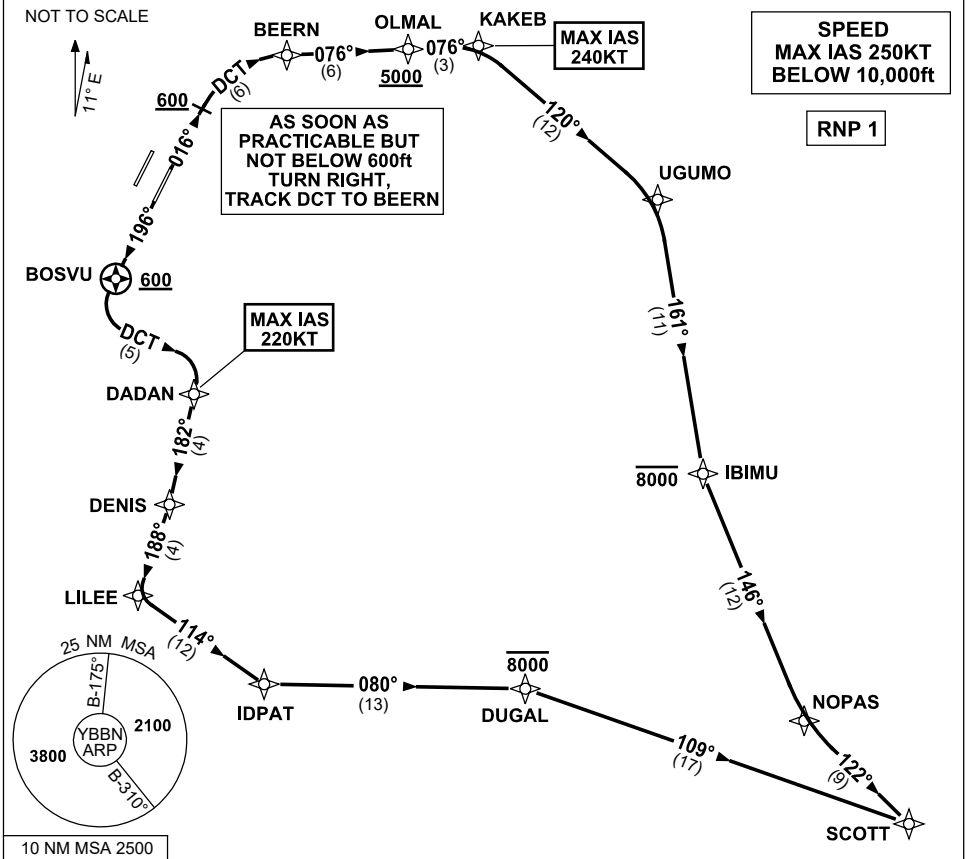 NOT TO SCALE
11° E
BEERN
OLMAL
KAKEB
076°
(6)
076°
(3)
5000
MAX IAS
240KT
SPEED
MAX IAS 250KT
BELOW 10,000ft
RNP 1
DCT
(6)
600
016°
AS SOON AS
PRACTICABLE BUT
NOT BELOW 600ft
TURN RIGHT,
TRACK DCT TO BEERN
120°
(12)
UGUMO
196°
BOSVU
600
DCT
(5)
MAX IAS
220KT
161°
(11)
DADAN
182°
(4)
8000
IBIMU
DENIS
188°
(4)
146°
(12)
LILEE
114°
(12)
25 NM MSA
B-175°
YBBN
ARP
2100
3800
B-310°
10 NM MSA 2500
IDPAT
080°
(13)
8000
DUGAL
109°
(17)
NOPAS
122°
(9)
SCOTT